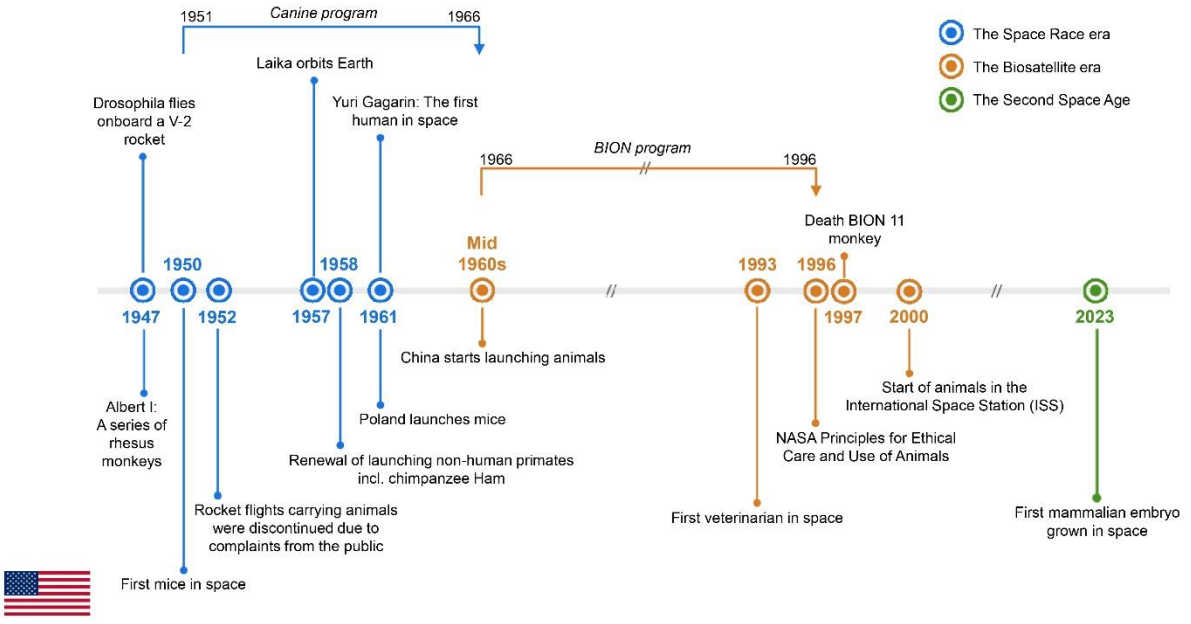 1951
Canine program
1966
The Space Race era
The Biosatellite era
The Second Space Age
Laika orbits Earth
Drosophila flies
onboard a V-2
rocket
Yuri Gagarin: The first
human in space
1966
BION program
1996
Death BION 11
monkey
1950
1958
Mid
1960s
1993
1996
//
//
//
1947
1952
1957
1961
1997
2000
2023
China starts launching animals
Start of animals in the
International Space Station (ISS)
Albert I:
A series of
rhesus
monkeys
Poland launches mice
NASA Principles for Ethical
Care and Use of Animals
Renewal of launching non-human primates
incl. chimpanzee Ham
Rocket flights carrying animals
were discontinued due to
complaints from the public
First veterinarian in space
First mammalian embryo
grown in space
First mice in space